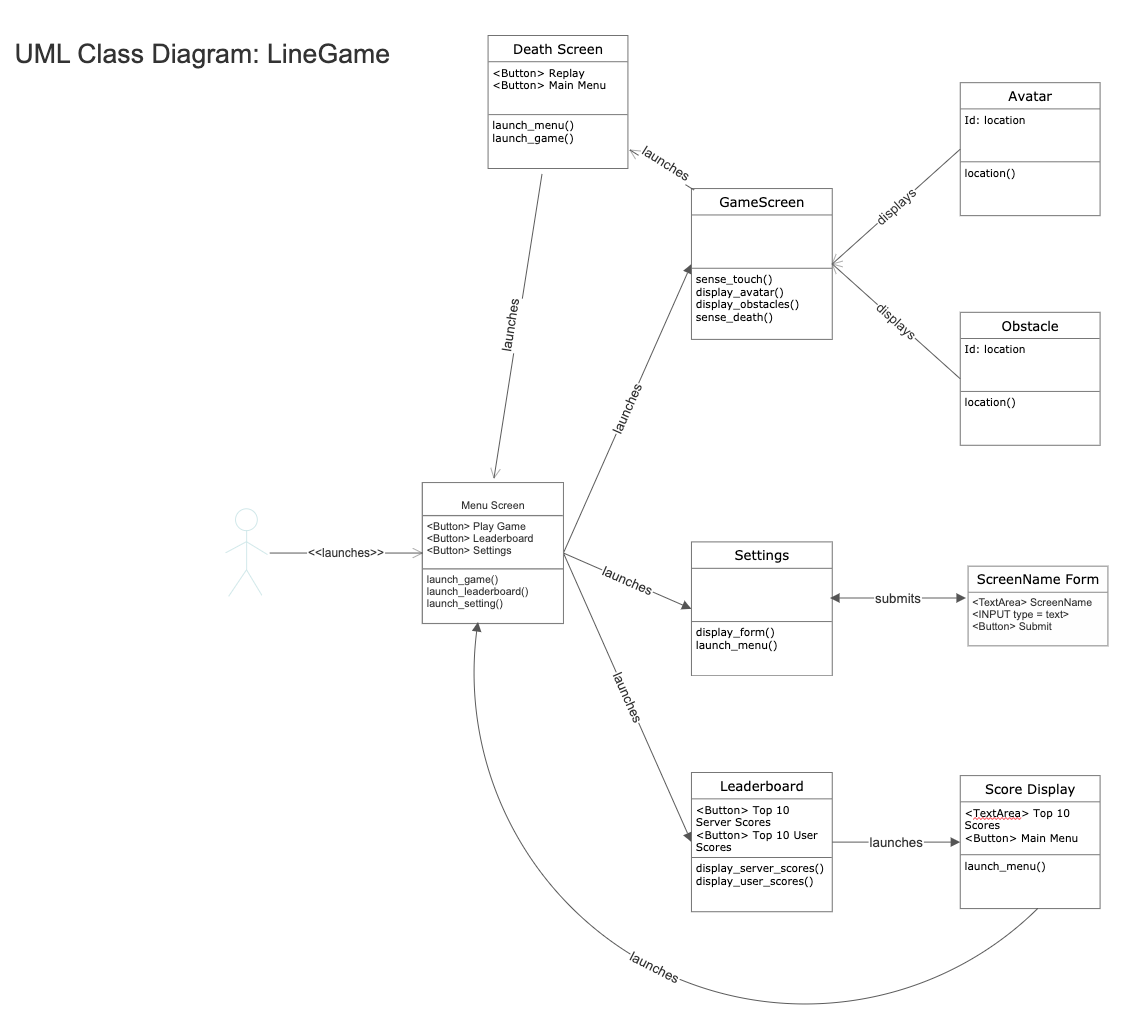 UML Class Diagram: LineGame
Death Screen
<Button> Replay
<Button> Main Menu
launch_menu()
launch_game()
launches
Avatar
Id: location
location()
displays
GameScreen
sense_touch()
display_avatar()
display_obstacles()
sense_death()
displays
Obstacle
Id: location
location()
launches
launches
Menu Screen
<Button> Play Game
<Button> Leaderboard
<Button> Settings
launch_game()
launch_leaderboard()
launch_setting()
<<launches>>
launches
Settings
display_form()
launch_menu()
submits
ScreenName Form
<TextArea> ScreenName
<INPUT type = text>
<Button> Submit
launches
Leaderboard
<Button> Top 10
Server Scores
<Button> Top 10 User
Scores
display_server_scores()
display_user_scores()
launches
Score Display
<TextArea> Top 10
Scores
<Button> Main Menu
launch_menu()
launches